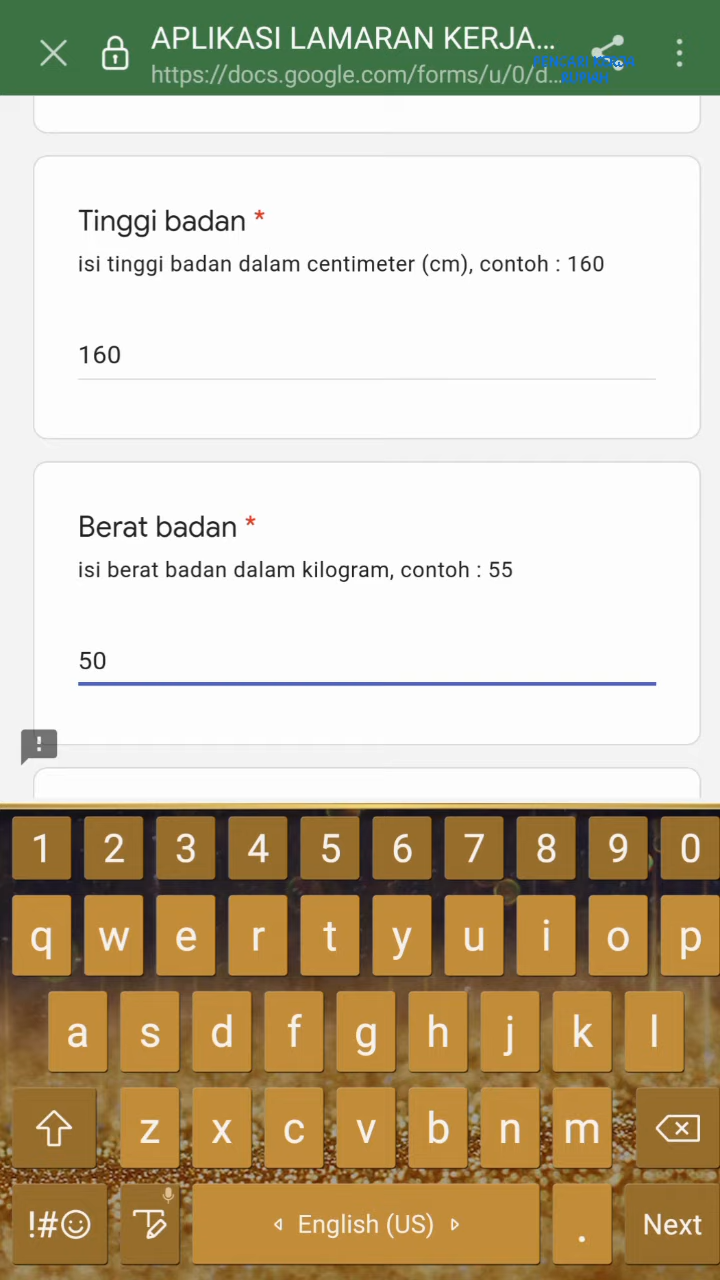 APLIKASI LAMARAN KERJA...
https://docs.google.com/forms/u/0/d...
PENCARI KERJA
Tinggi badan *
isi tinggi badan dalam centimeter (cm), contoh : 160
160
Berat badan *
isi berat badan dalam kilogram, contoh : 55
50
1 2 3 4 5 6 7 8 9 0
q w e r t y u i o p
a s d f g h j k l
z x c v b n m
!#☺ English (US) . Next